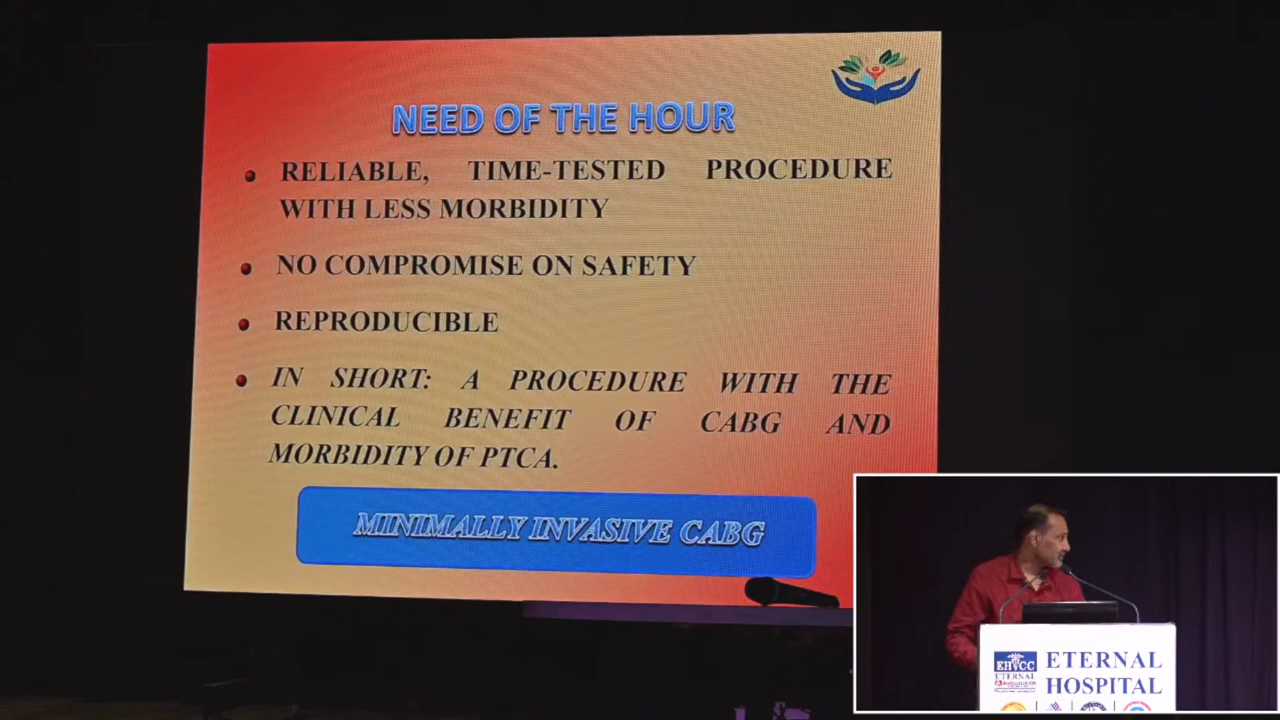 NEED OF THE HOUR
RELIABLE, TIME-TESTED PROCEDURE
WITH LESS MORBIDITY
NO COMPROMISE ON SAFETY
REPRODUCIBLE
IN SHORT: A PROCEDURE WITH THE
CLINICAL BENEFIT OF CABG AND
MORBIDITY OF PTCA.
MINIMALLY INVASIVE CABG
EHVCC
ETERNAL
ETERNAL
HOSPITAL